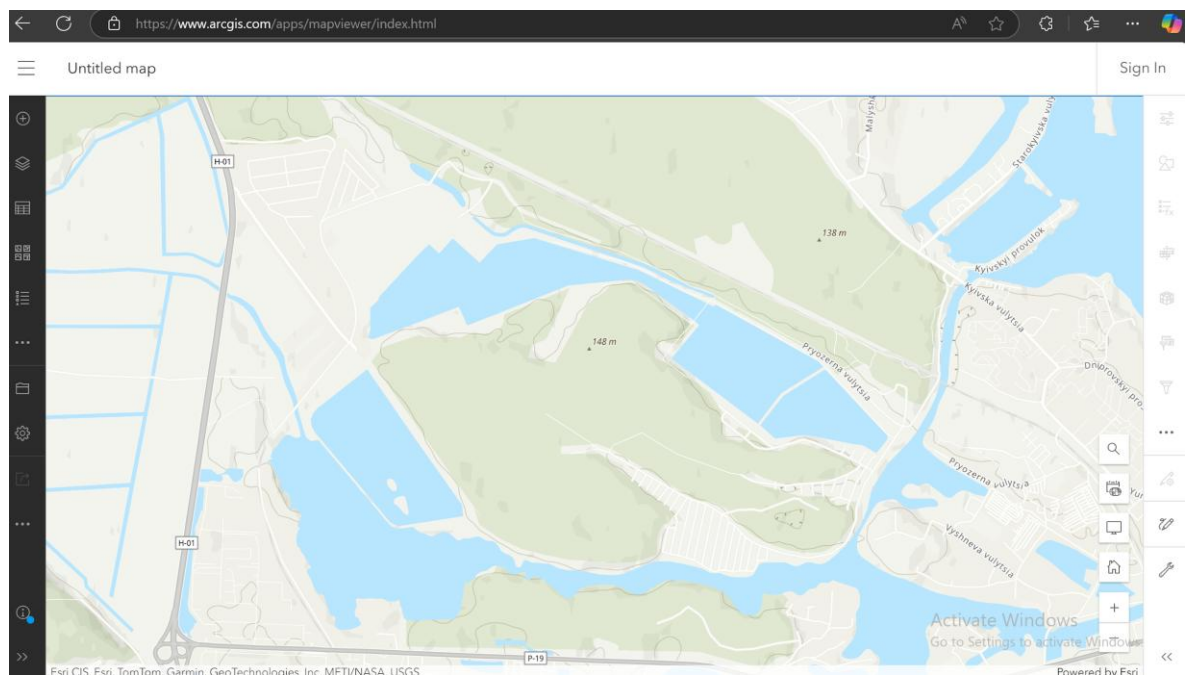 https://www.arcgis.com/apps/mapviewer/index.html
Untitled map
Sign In
H-01
Malysh
Starokyivska vuly
138 m
Kyivskyi provulok
Kyivska vulytsia
148 m
Pryozerna vulytsia
Dniprovskyi pro
Pryozerna vulytsia
Yur
Vyshneva vulytsia
H-01
P-19
Activate Windows
Go to Settings to activate Windows.
Esri CIS, Esri, TomTom, Garmin, GeoTechnologies, Inc, METI/NASA, USGS
Powered by Esri